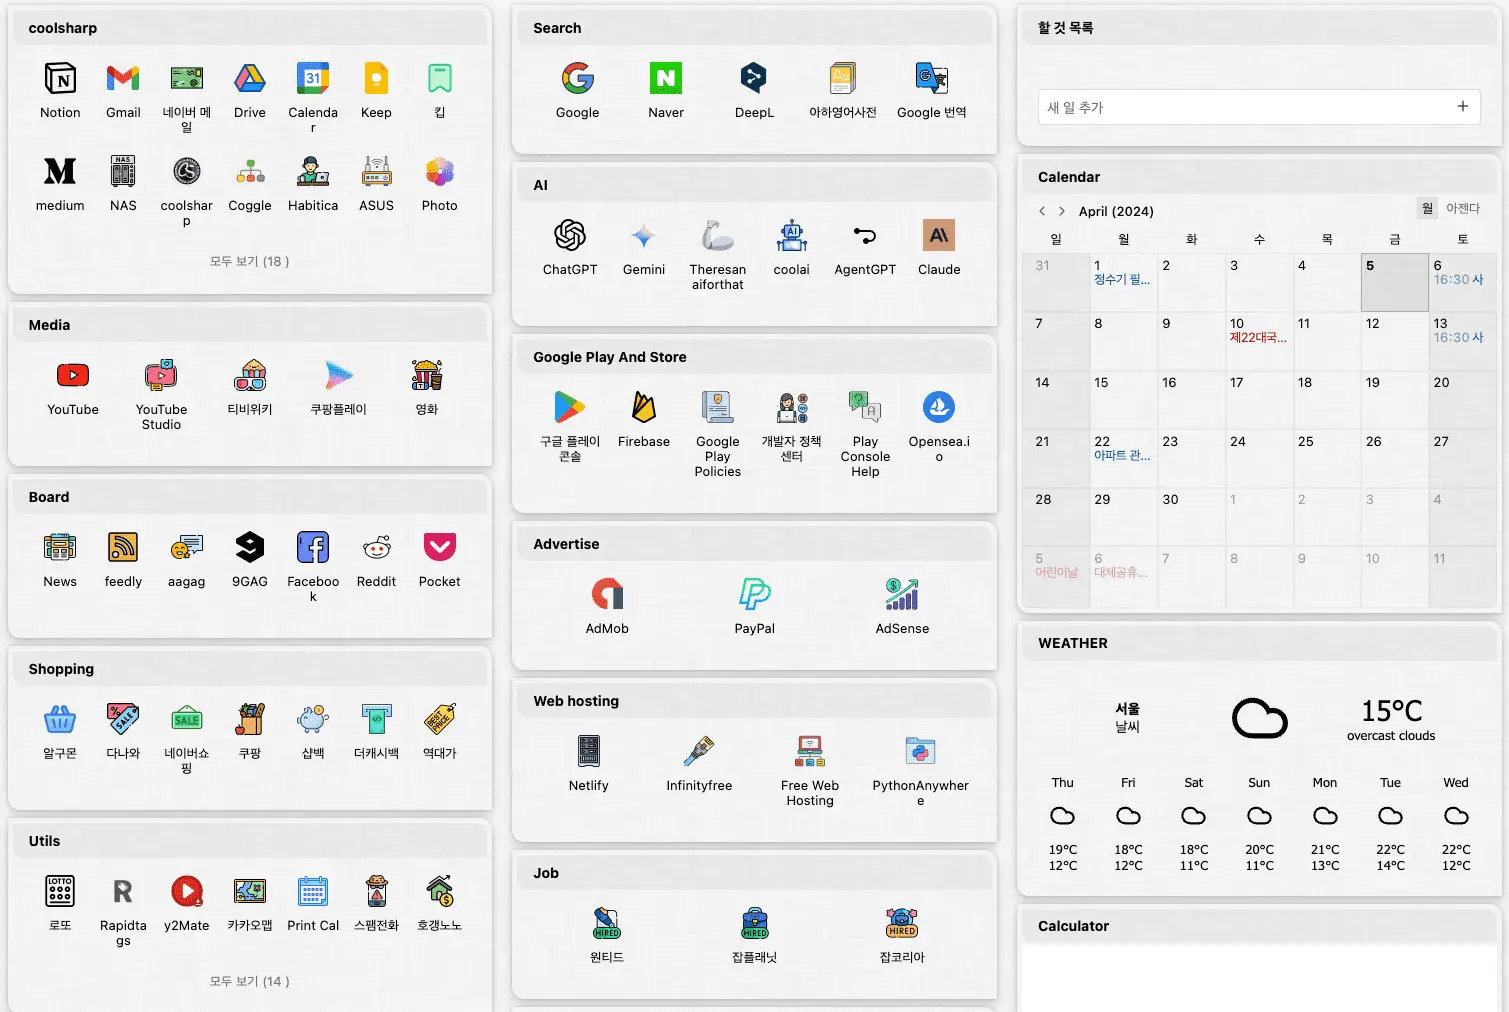 coolsharp
Notion
Gmail
네이버 메
일
Drive
Calenda
r
Keep
킵
medium
NAS
coolshar
p
Coggle
Habitica
ASUS
Photo
모두 보기 (18 )
Media
YouTube
YouTube
Studio
티비위키
쿠팡플레이
영화
Board
News
feedly
aagag
9GAG
Faceboo
k
Reddit
Pocket
Shopping
알구몬
다나와
네이버쇼
핑
쿠팡
샵백
더캐시백
역대가
Utils
로또
Rapidta
gs
y2Mate
카카오맵
Print Cal
스팸전화
호갱노노
모두 보기 (14 )
Search
Google
Naver
DeepL
아하영어사전
Google 번역
AI
ChatGPT
Gemini
Theresan
aiforthat
coolai
AgentGPT
Claude
Google Play And Store
구글 플레이
콘솔
Firebase
Google
Play
Policies
개발자 정책
센터
Play
Console
Help
Opensea.i
o
Advertise
AdMob
PayPal
AdSense
Web hosting
Netlify
Infinityfree
Free Web
Hosting
PythonAnywher
e
Job
원티드
잡플래닛
잡코리아
할 것 목록
새 일 추가
Calendar
April (2024)
월 아젠다
일 월 화 수 목 금 토
31 1 2 3 4 5 6
정수기 필... 16:30 사
7 8 9 10 11 12 13
제22대국... 16:30 사
14 15 16 17 18 19 20
21 22 23 24 25 26 27
아파트 관...
28 29 30 1 2 3 4
5 6 7 8 9 10 11
어린이날 대체공휴...
WEATHER
서울
날씨
15°C
overcast clouds
Thu Fri Sat Sun Mon Tue Wed
19°C 18°C 18°C 20°C 21°C 22°C 22°C
12°C 12°C 11°C 11°C 13°C 14°C 12°C
Calculator